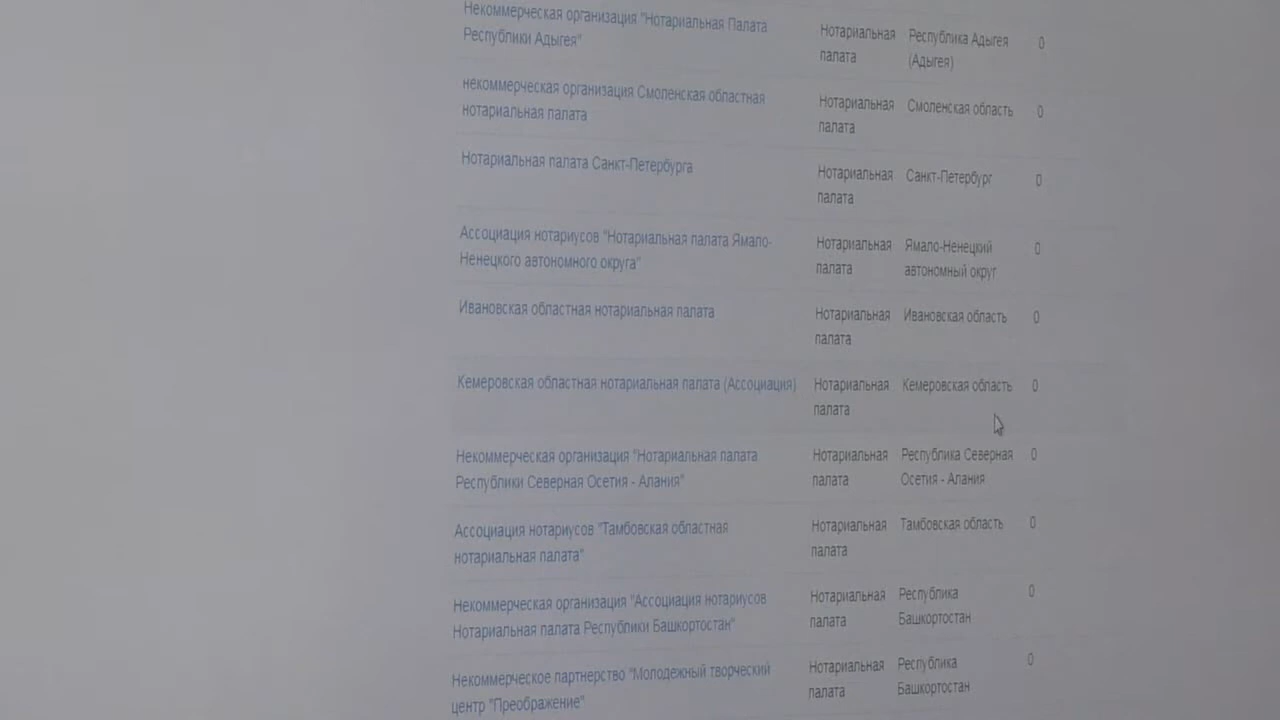 Некоммерческая организация "Нотариальная Палата
Республики Адыгея"
Нотариальная
палата
Республика Адыгея
(Адыгея)
0
некоммерческая организация Смоленская областная
нотариальная палата
Нотариальная
палата
Смоленская область
0
Нотариальная палата Санкт-Петербурга
Нотариальная
палата
Санкт-Петербург
0
Ассоциация нотариусов "Нотариальная палата Ямало-
Ненецкого автономного округа"
Нотариальная
палата
Ямало-Ненецкий
автономный округ
0
Ивановская областная нотариальная палата
Нотариальная
палата
Ивановская область
0
Кемеровская областная нотариальная палата (Ассоциация)
Нотариальная
палата
Кемеровская область
0
Некоммерческая организация "Нотариальная палата
Республики Северная Осетия - Алания"
Нотариальная
палата
Республика Северная
Осетия - Алания
0
Ассоциация нотариусов "Тамбовская областная
нотариальная палата"
Нотариальная
палата
Тамбовская область
0
Некоммерческая организация "Ассоциация нотариусов
Нотариальная палата Республики Башкортостан"
Нотариальная
палата
Республика
Башкортостан
0
Некоммерческое партнерство "Молодежный творческий
центр "Преображение"
Нотариальная
палата
Республика
Башкортостан
0